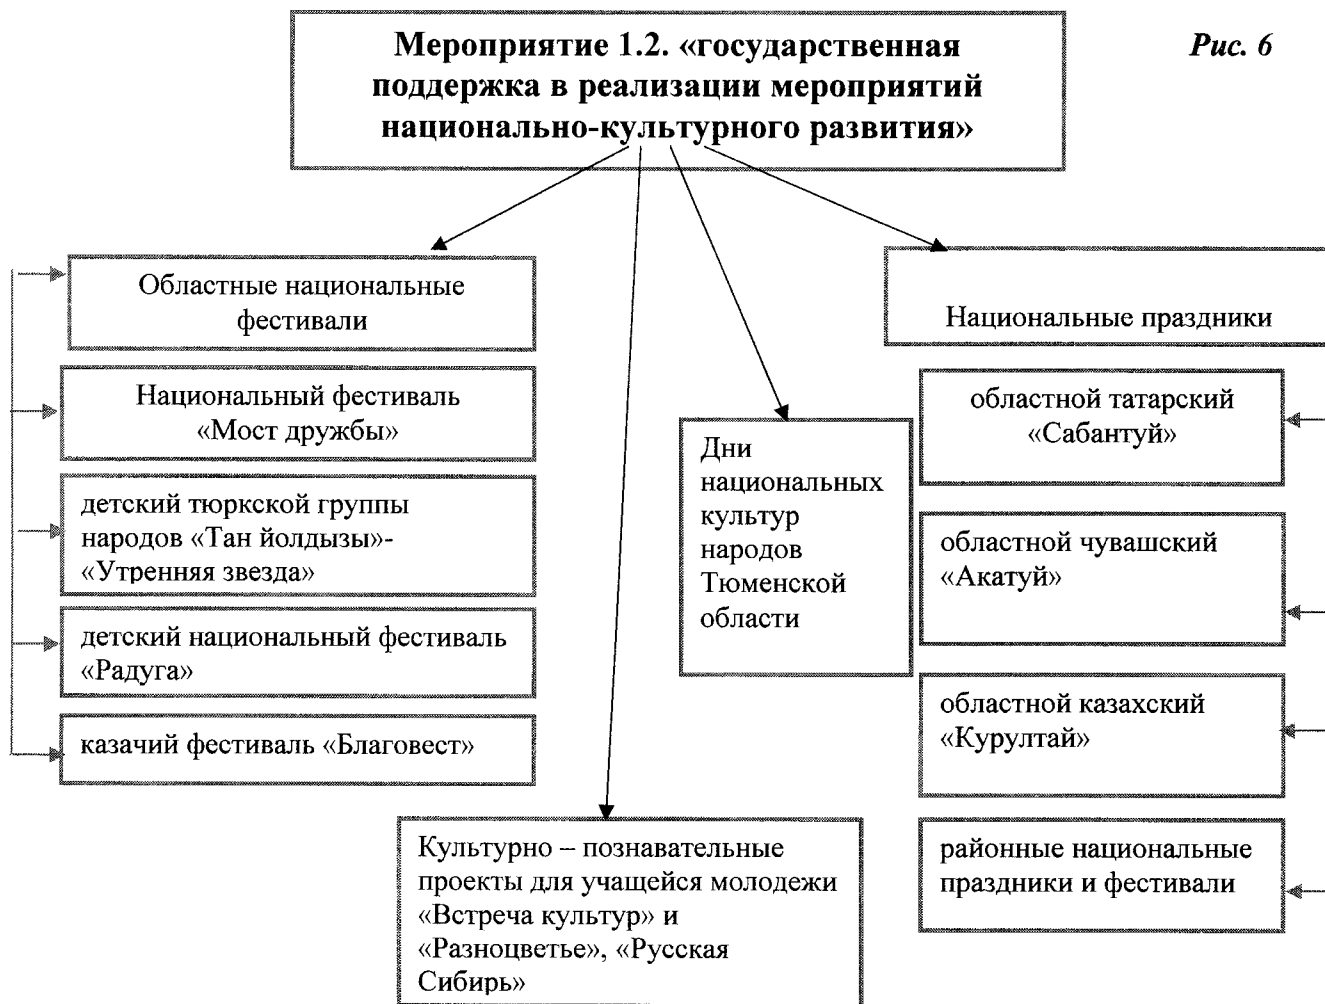 Мероприятие 1.2. «государственная
поддержка в реализации мероприятий
национально-культурного развития»
Рис. 6
Областные национальные
фестивали
Национальный фестиваль
«Мост дружбы»
детский тюркской группы
народов «Тан йолдызы»-
«Утренняя звезда»
детский национальный фестиваль
«Радуга»
казачий фестиваль «Благовест»
Культурно – познавательные
проекты для учащейся молодежи
«Встреча культур» и
«Разноцветье», «Русская
Сибирь»
Дни
национальных
культур
народов
Тюменской
области
Национальные праздники
областной татарский
«Сабантуй»
областной чувашский
«Акатуй»
областной казахский
«Курултай»
районные национальные
праздники и фестивали